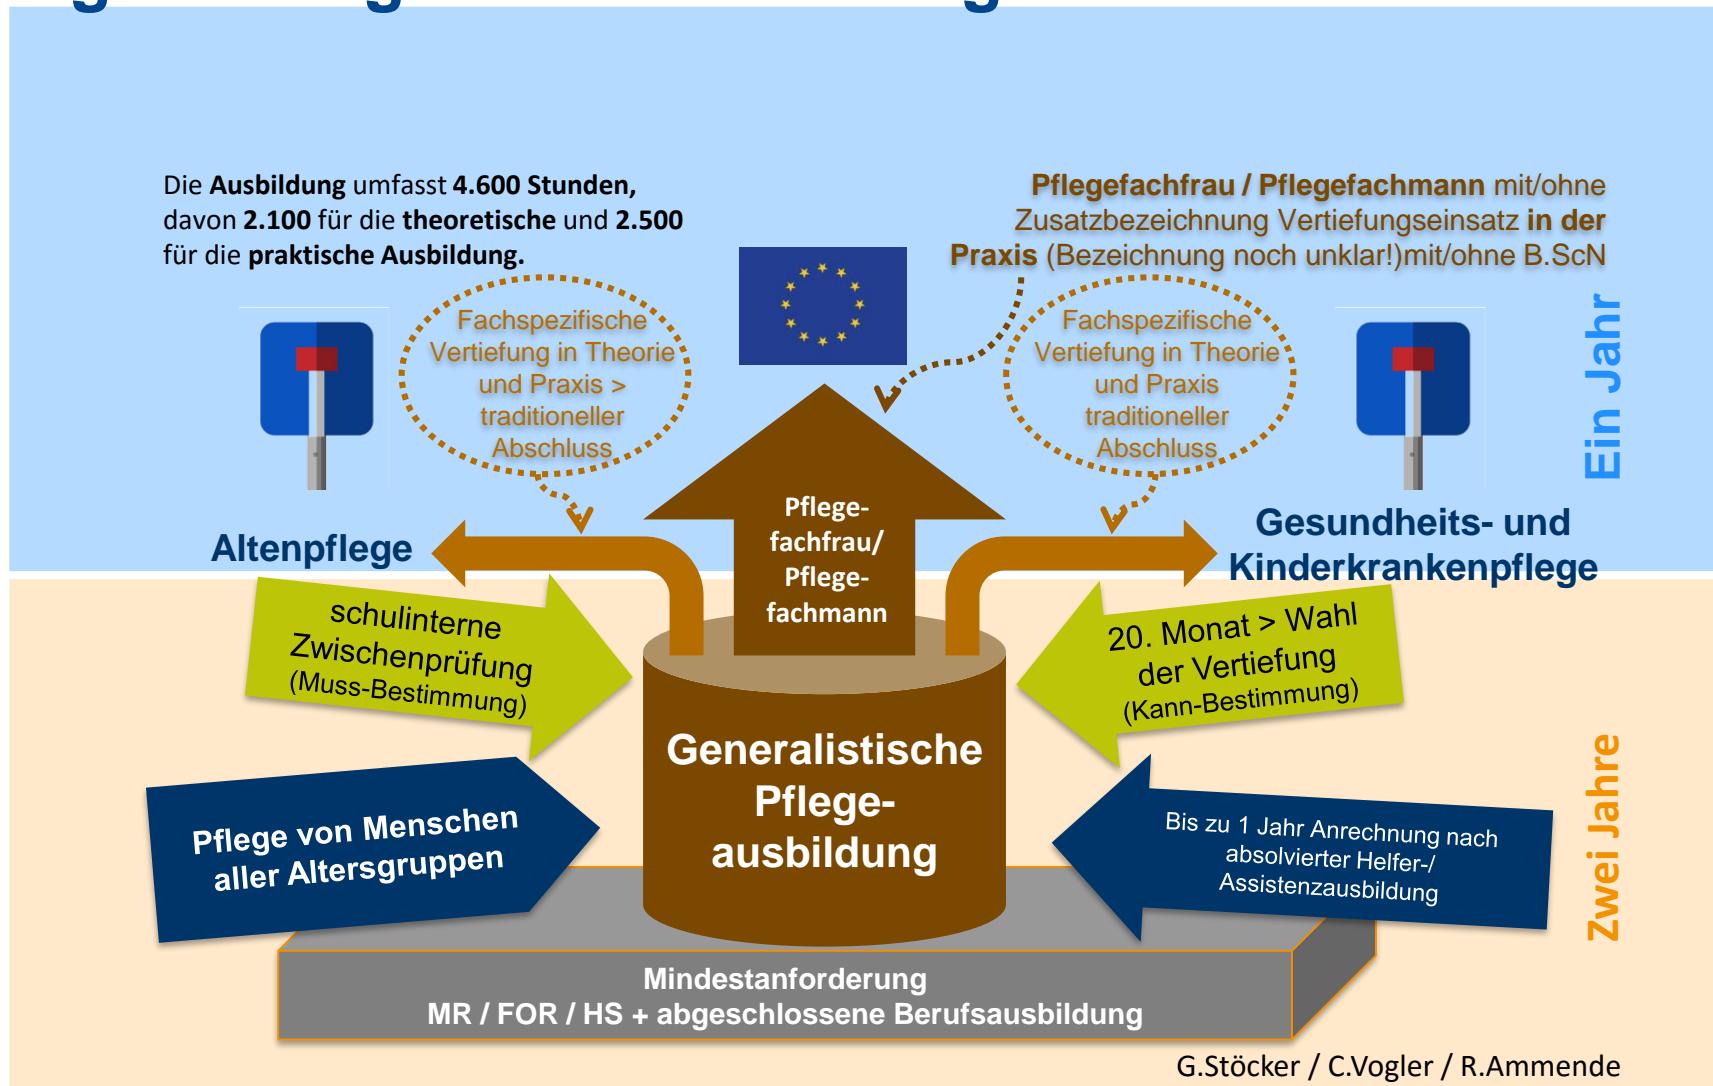 Die Ausbildung umfasst 4.600 Stunden,
davon 2.100 für die theoretische und 2.500
für die praktische Ausbildung.
Pflegefachfrau / Pflegefachmann mit/ohne
Zusatzbezeichnung Vertiefungseinsatz in der
Praxis (Bezeichnung noch unklar!)mit/ohne B.ScN
Fachspezifische
Vertiefung in Theorie
und Praxis >
traditioneller
Abschluss
Fachspezifische
Vertiefung in Theorie
und Praxis
traditioneller
Abschluss
Ein Jahr
Altenpflege
Pflege-
fachfrau/
Pflege-
fachmann
Gesundheits- und
Kinderkrankenpflege
schulinterne
Zwischenprüfung
(Muss-Bestimmung)
20. Monat > Wahl
der Vertiefung
(Kann-Bestimmung)
Generalistische
Pflege-
ausbildung
Pflege von Menschen
aller Altersgruppen
Bis zu 1 Jahr Anrechnung nach
absolvierter Helfer-/
Assistenzausbildung
Zwei Jahre
Mindestanforderung
MR / FOR / HS + abgeschlossene Berufsausbildung
G.Stöcker / C.Vogler / R.Ammende